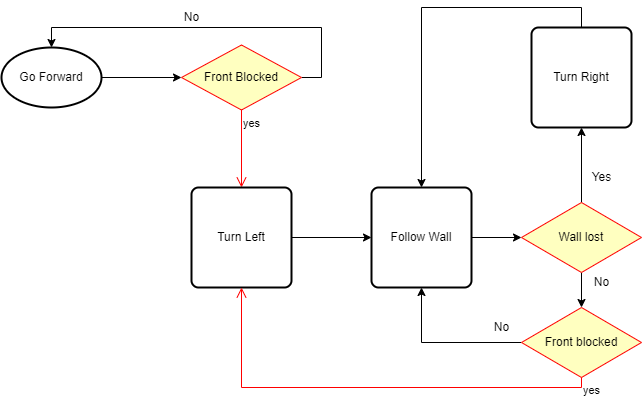 No
Go Forward
Front Blocked
Turn Right
yes
Yes
Turn Left
Follow Wall
Wall lost
No
No
Front blocked
yes